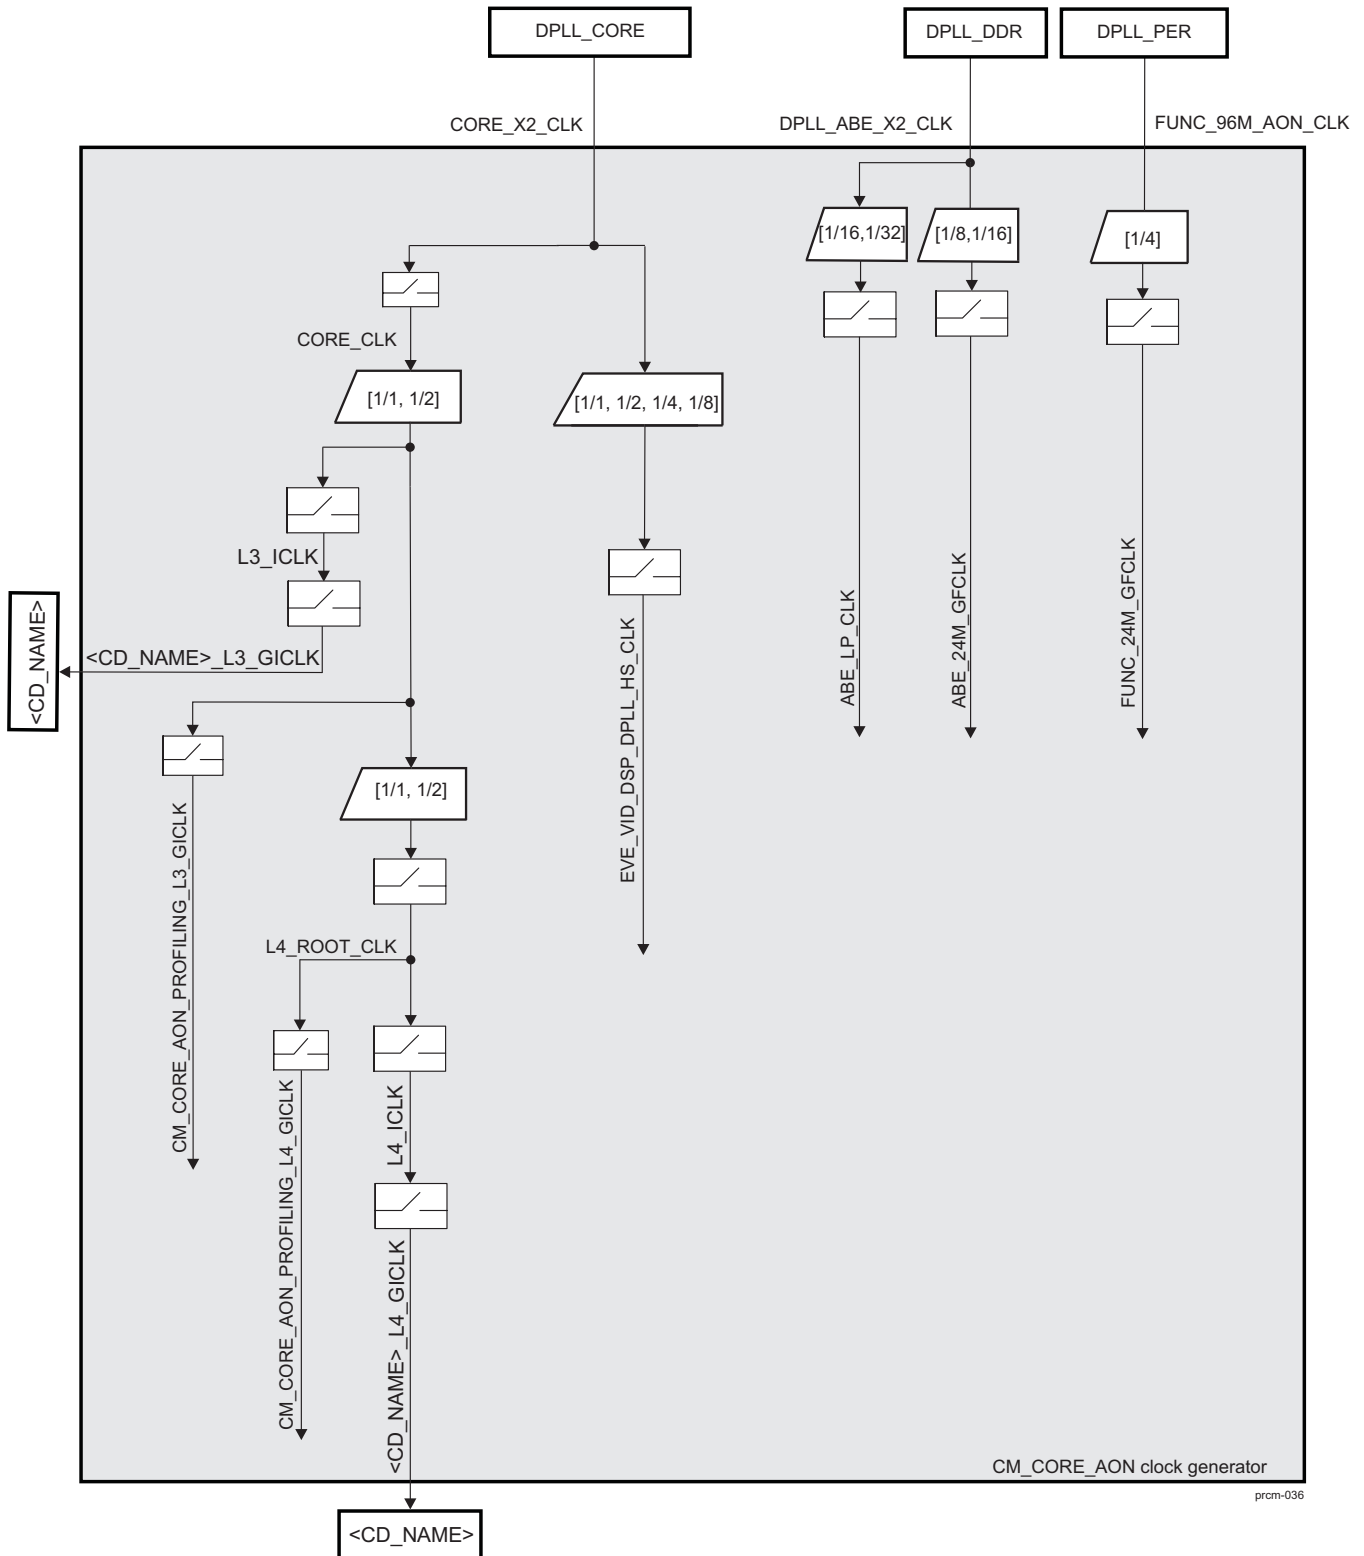 DPLL_CORE
DPLL_DDR
DPLL_PER
CORE_X2_CLK
DPLL_ABE_X2_CLK
FUNC_96M_AON_CLK
[1/16,1/32]
[1/8,1/16]
[1/4]
CORE_CLK
[1/1, 1/2]
[1/1, 1/2, 1/4, 1/8]
L3_ICLK
<CD_NAME>
<CD_NAME>_L3_GICLK
EVE_VID_DSP_DPLL_HS_CLK
ABE_LP_CLK
ABE_24M_GFCLK
FUNC_24M_GFCLK
[1/1, 1/2]
CM_CORE_AON_PROFILING_L3_GICLK
L4_ROOT_CLK
CM_CORE_AON_PROFILING_L4_GICLK
L4_ICLK
<CD_NAME>_L4_GICLK
CM_CORE_AON clock generator
prcm-036
<CD_NAME>